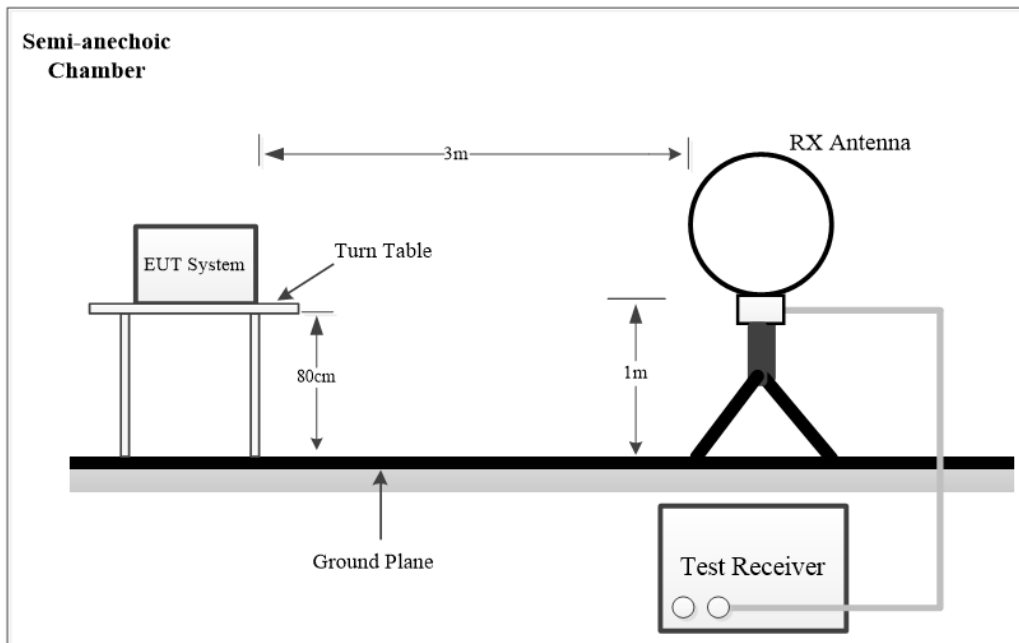 Semi-anechoic
Chamber
3m
RX Antenna
Turn Table
EUT System
80cm
1m
Ground Plane
Test Receiver